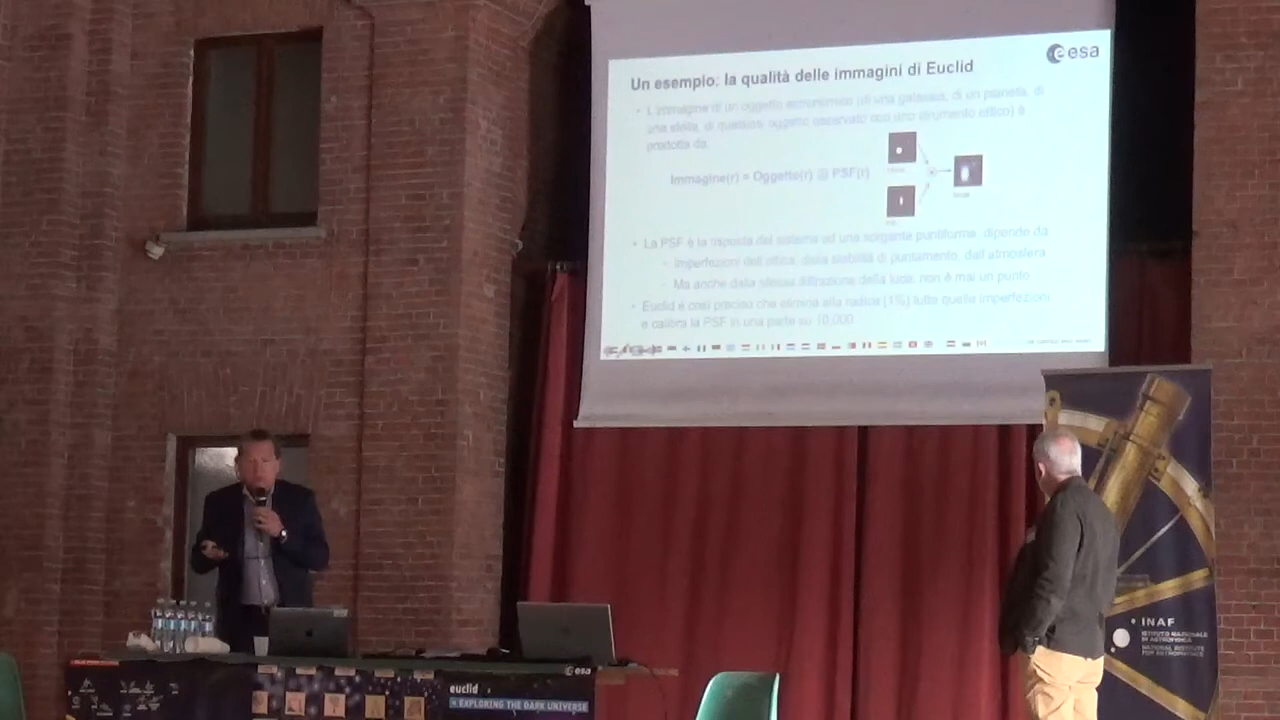 esa
Un esempio: la qualità delle immagini di Euclid
• L'immagine di un oggetto astronomico (di una galassia, di un pianeta, di
una stella, di qualsiasi oggetto osservato con uno strumento ottico) è
prodotta da:
Immagine(r) = Oggetto(r) ⊗ PSF(r)
• La PSF è la risposta del sistema ad una sorgente puntiforme: dipende da
- Imperfezioni dell'ottica, dalla stabilità di puntamento, dall'atmosfera
- Ma anche dalla stessa diffrazione della luce: non è mai un punto
• Euclid è così preciso che elimina alla radice (1%) tutte quelle imperfezioni
e calibra la PSF in una parte su 10.000
INAF
ISTITUTO NAZIONALE
DI ASTROFISICA
NATIONAL INSTITUTE
FOR ASTROPHYSICS
esa
euclid
EXPLORING THE DARK UNIVERSE